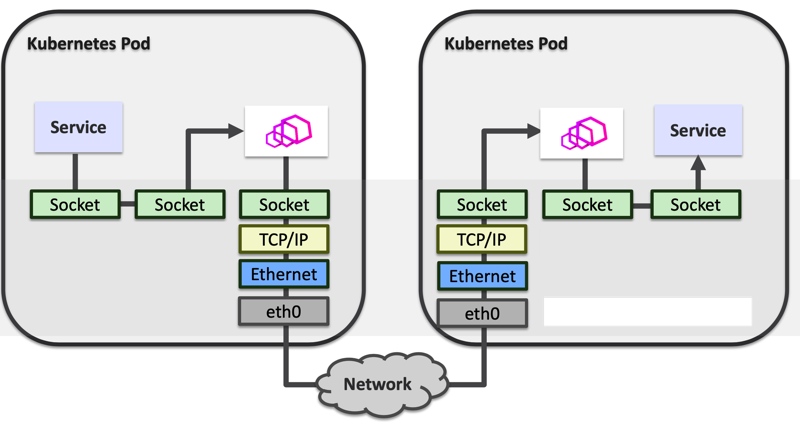 Kubernetes Pod
Service
Socket
Socket
Socket
TCP/IP
Ethernet
eth0
Kubernetes Pod
Service
Socket
Socket
Socket
TCP/IP
Ethernet
eth0
Network